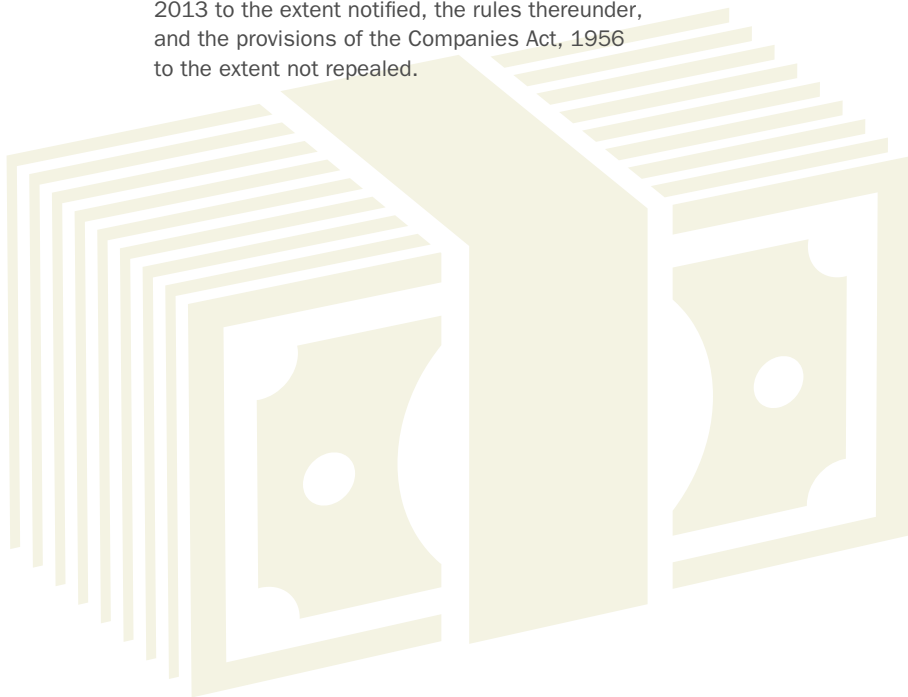 2013 to the extent notified, the rules thereunder,
and the provisions of the Companies Act, 1956
to the extent not repealed.